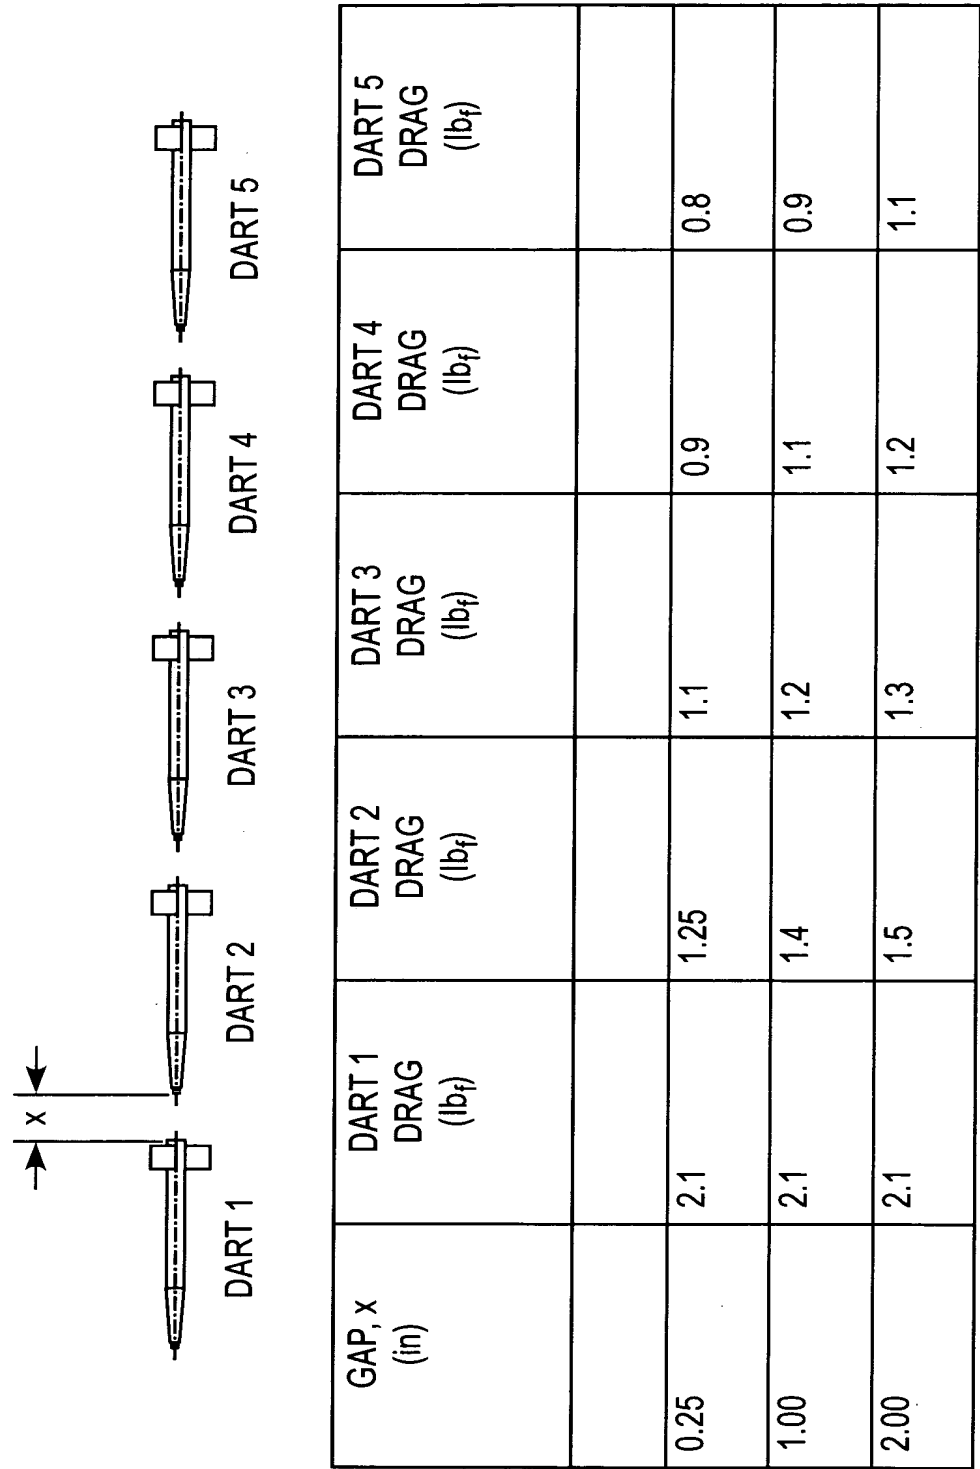 x
DART 1
DART 2
DART 3
DART 4
DART 5
GAP, x
(in)
DART 1
DRAG
(lbf)
DART 2
DRAG
(lbf)
DART 3
DRAG
(lbf)
DART 4
DRAG
(lbf)
DART 5
DRAG
(lbf)
0.25 2.1 1.25 1.1 0.9 0.8
1.00 2.1 1.4 1.2 1.1 0.9
2.00 2.1 1.5 1.3 1.2 1.1